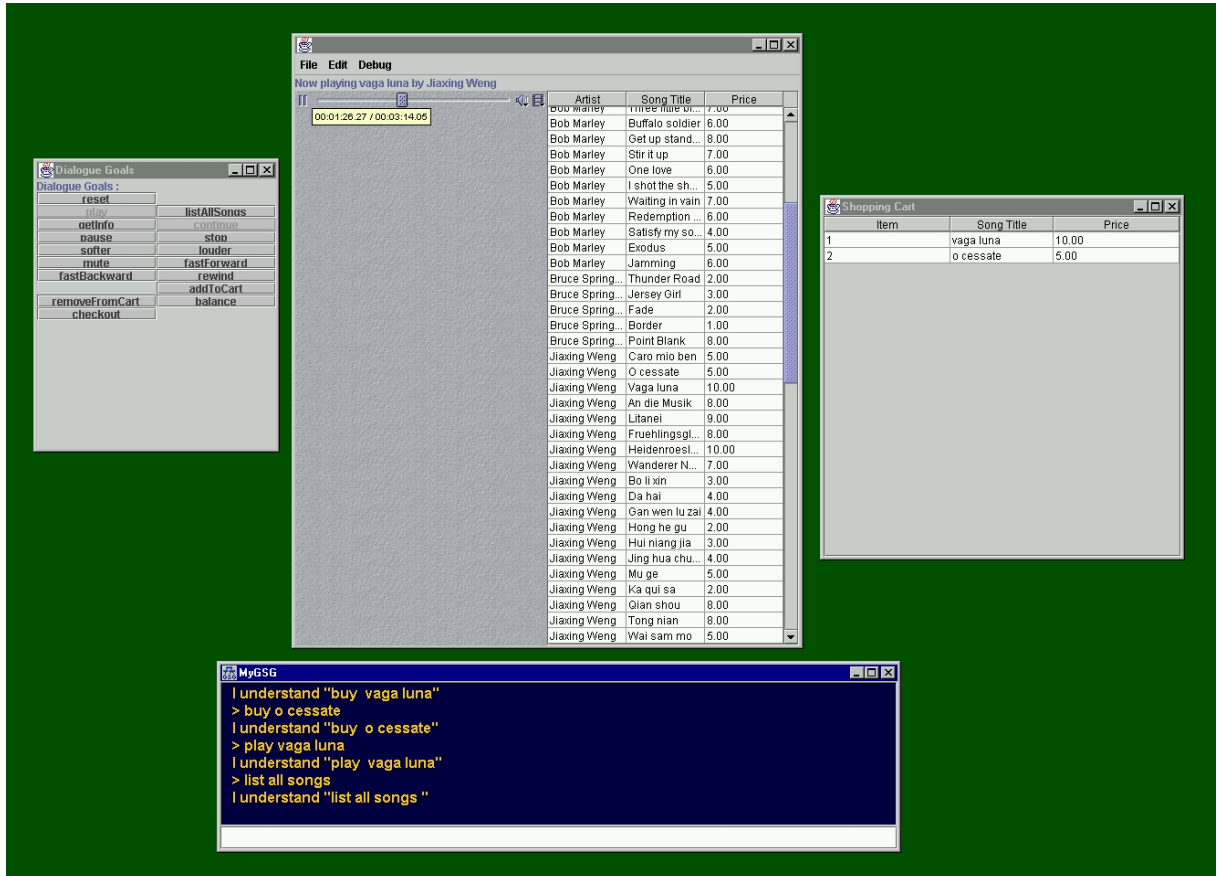 File Edit Debug
Now playing vaga luna by Jiaxing Weng
00:01:26.27 / 00:03:14.05
Artist Song Title Price
Bob Marley Three little bi... 7.00
Bob Marley Buffalo soldier 6.00
Bob Marley Get up stand... 8.00
Bob Marley Stir it up 7.00
Bob Marley One love 6.00
Bob Marley I shot the sh... 5.00
Bob Marley Waiting in vain 7.00
Bob Marley Redemption ... 6.00
Bob Marley Satisfy my so... 4.00
Bob Marley Exodus 5.00
Bob Marley Jamming 6.00
Bruce Spring... Thunder Road 2.00
Bruce Spring... Jersey Girl 3.00
Bruce Spring... Fade 2.00
Bruce Spring... Border 1.00
Bruce Spring... Point Blank 8.00
Jiaxing Weng Caro mio ben 5.00
Jiaxing Weng O cessate 5.00
Jiaxing Weng Vaga luna 10.00
Jiaxing Weng An die Musik 8.00
Jiaxing Weng Litanei 9.00
Jiaxing Weng Fruehlingsgl... 8.00
Jiaxing Weng Heidenroesl... 10.00
Jiaxing Weng Wanderer N... 7.00
Jiaxing Weng Bo li xin 3.00
Jiaxing Weng Da hai 4.00
Jiaxing Weng Gan wen lu zai 4.00
Jiaxing Weng Hong he gu 2.00
Jiaxing Weng Hui niang jia 3.00
Jiaxing Weng Jing hua chu... 4.00
Jiaxing Weng Mu ge 5.00
Jiaxing Weng Ka qui sa 2.00
Jiaxing Weng Qian shou 8.00
Jiaxing Weng Tong nian 8.00
Jiaxing Weng Wai sam mo 5.00
Dialogue Goals
Dialogue Goals :
reset
play listAllSongs
getInfo continue
pause stop
softer louder
mute fastForward
fastBackward rewind
addToCart
removeFromCart balance
checkout
Shopping Cart
Item Song Title Price
1 vaga luna 10.00
2 o cessate 5.00
MyGSG
I understand "buy vaga luna"
> buy o cessate
I understand "buy o cessate"
> play vaga luna
I understand "play vaga luna"
> list all songs
I understand "list all songs "